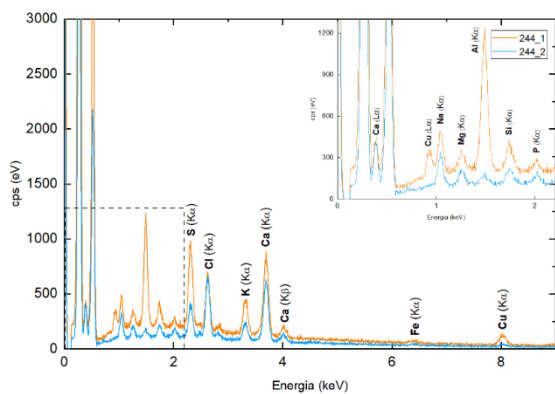 3000
2500
2000
1500
1000
500
0
cps (eV)
0
2
4
6
8
Energia (keV)
S (Kα)
Cl (Kα)
K (Kα)
Ca (Kα)
Ca (Kβ)
Fe (Kα)
Cu (Kα)
1200
900
600
300
0
cps (eV)
0
1
2
Energia (keV)
Ca (Lα)
Cu (Lα)
Na (Kα)
Mg (Kα)
Al (Kα)
Si (Kα)
P (Kα)
244_1
244_2